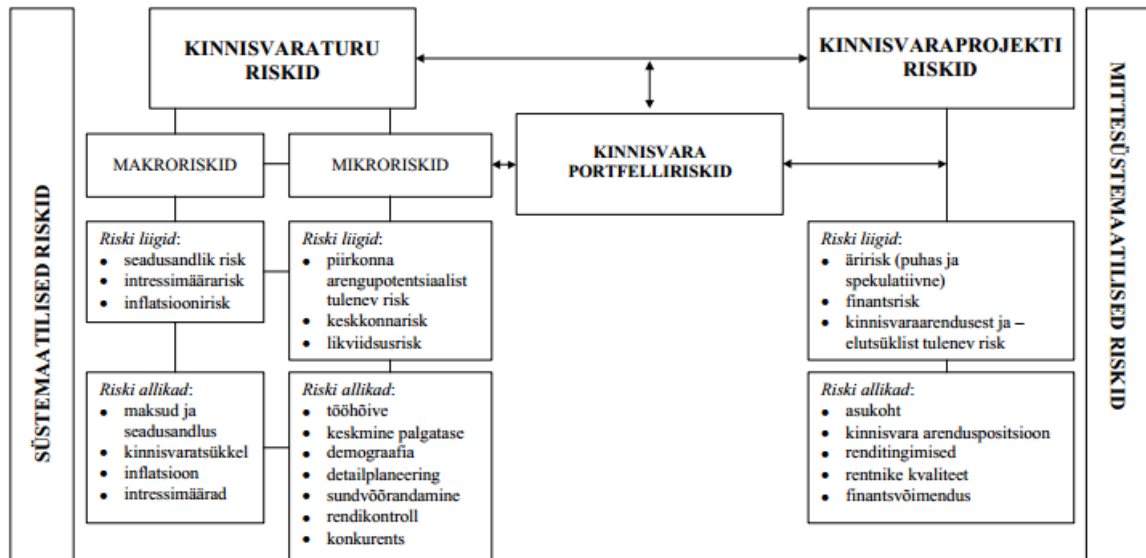 SÜSTEMAATILISED RISKID
KINNISVARATURU
RISKID
MAKRORISKID
MIKRORISKID
Riski liigid:
• seadusandlik risk
• intressimäärarisk
• inflatsioonirisk
Riski liigid:
• piirkonna
arengupotentsiaalist
tulenev risk
• keskkonnarisk
• likviidsusrisk
Riski allikad:
• maksud ja
seadusandlus
• kinnisvaratsükkel
• inflatsioon
• intressimäärad
Riski allikad:
• tööhõive
• keskmine palgatase
• demograafia
• detailplaneering
• sundvõõrandamine
• rendikontroll
• konkurents
KINNISVARA
PORTFELLIRISKID
KINNISVARAPROJEKTI
RISKID
Riski liigid:
• äririsk (puhas ja
spekulatiivne)
• finantsrisk
• kinnisvaraarendusest ja –
elutsüklist tulenev risk
Riski allikad:
• asukoht
• kinnisvara arenduspositsioon
• renditingimised
• rentnike kvaliteet
• finantsvõimendus
MITTESÜSTEMAATILISED RISKID